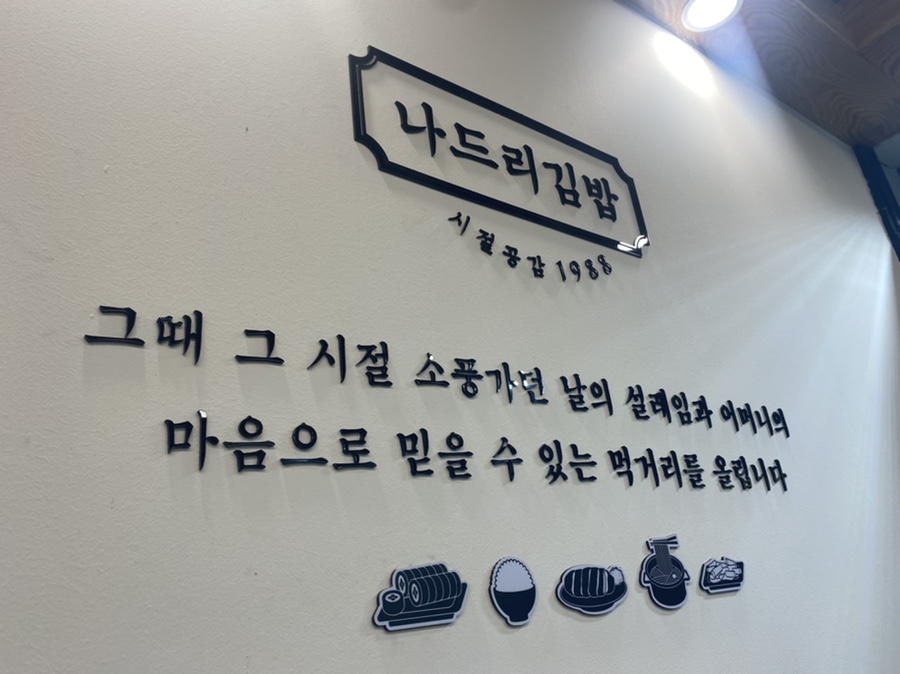 나드리김밥
시절공감 1988
그때 그 시절 소풍가던 날의 설레임과 어머니의
마음으로 믿을 수 있는 먹거리를 올립니다